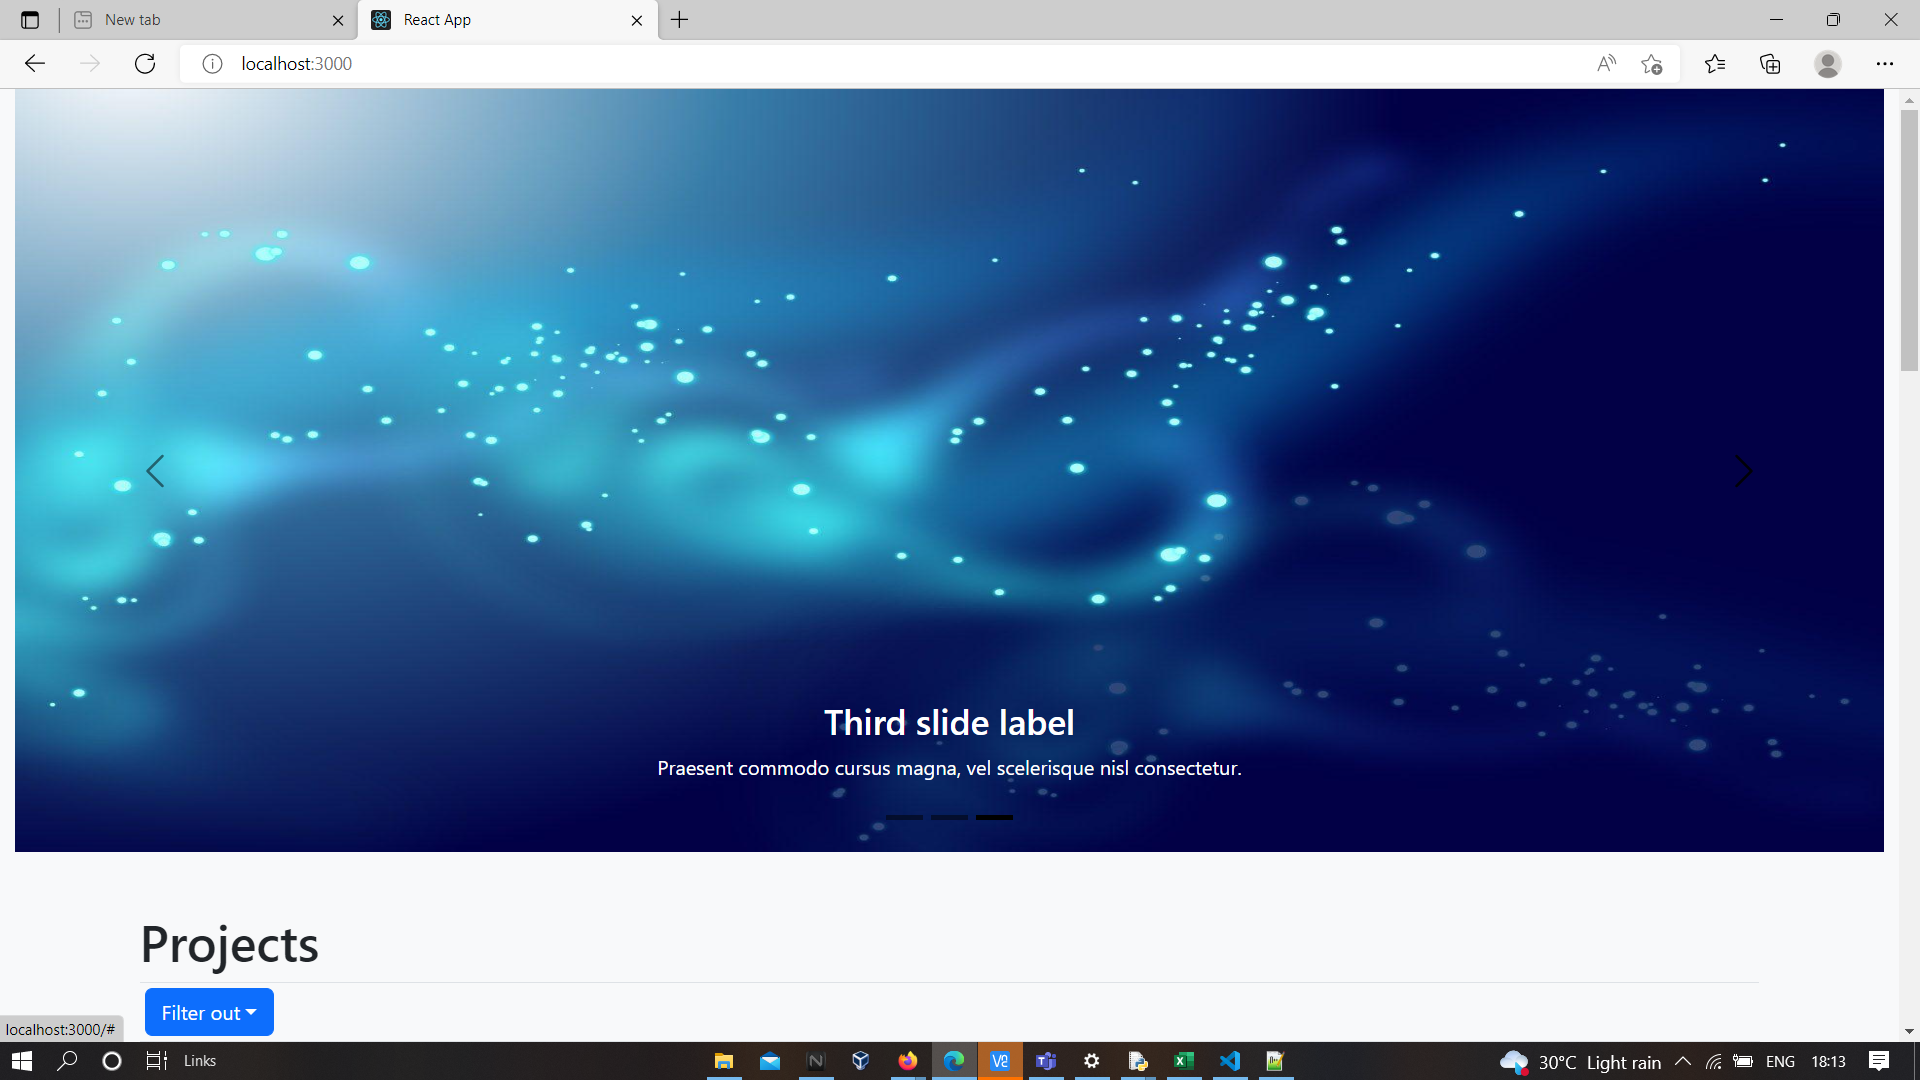 New tab
React App
localhost:3000
Third slide label
Praesent commodo cursus magna, vel scelerisque nisl consectetur.
Projects
Filter out
localhost:3000/#
Links
30°C Light rain
ENG
18:13